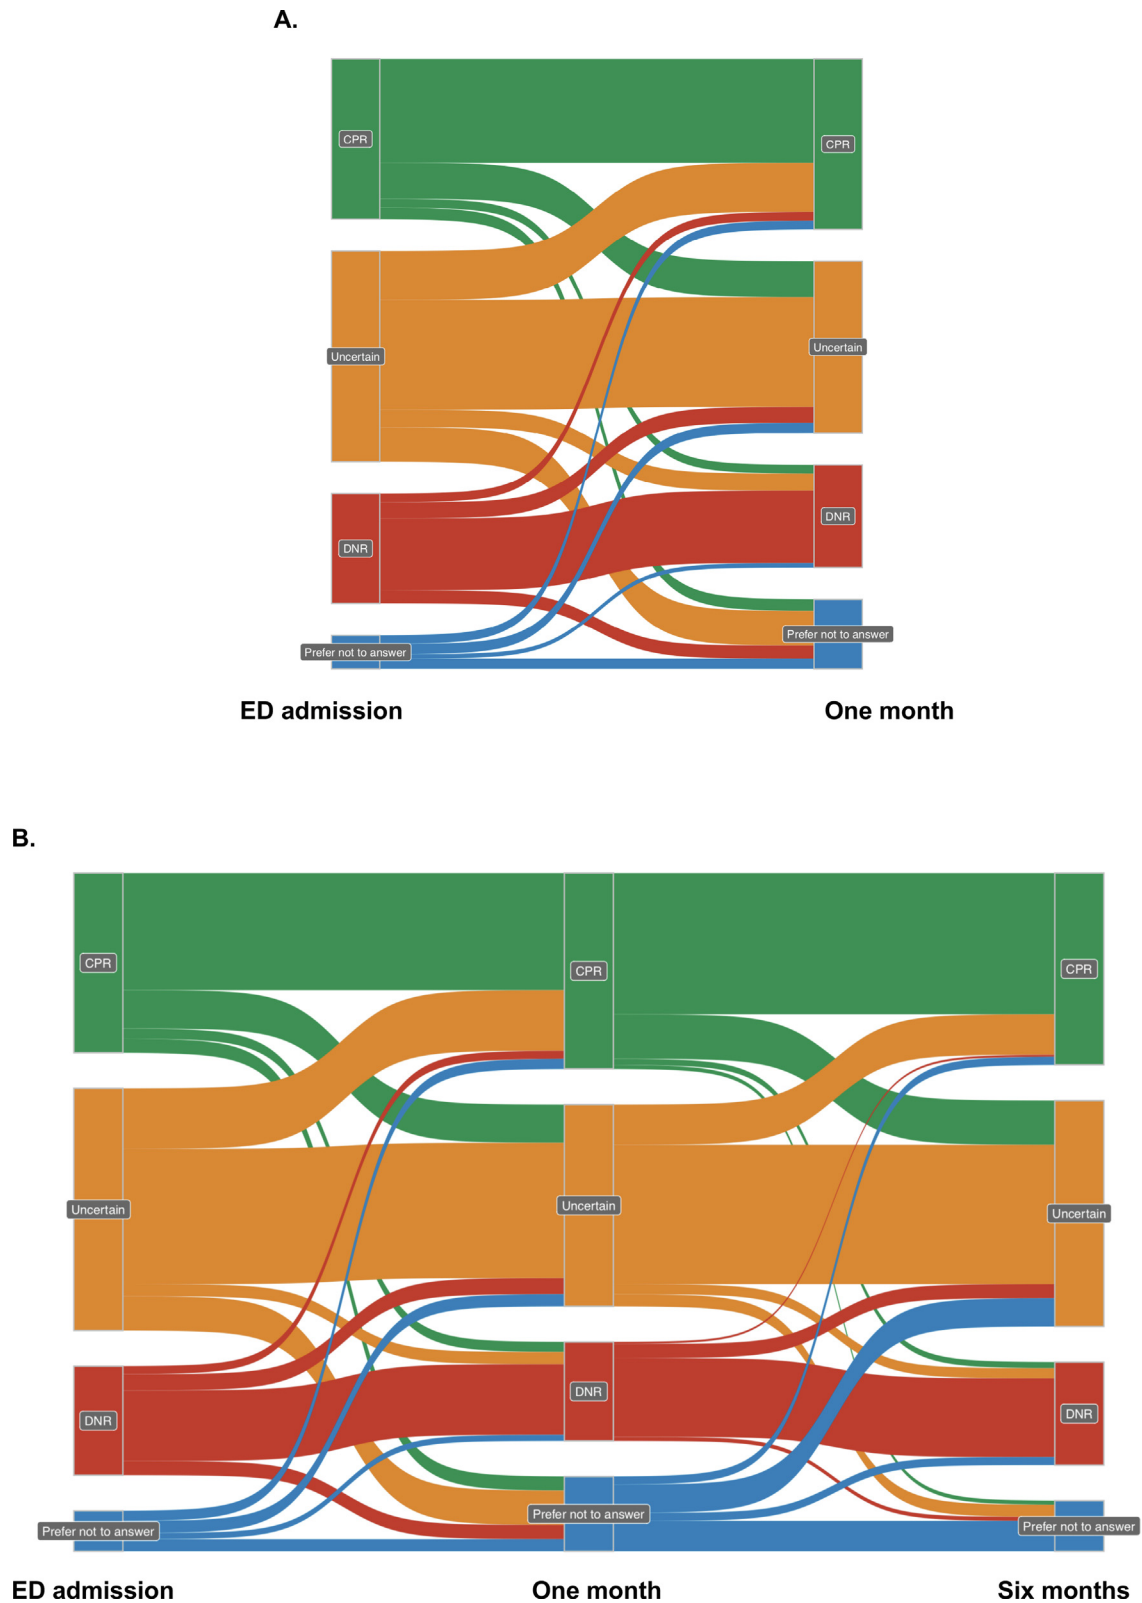 A.
CPR
CPR
Uncertain
Uncertain
DNR
DNR
Prefer not to answer
Prefer not to answer
ED admission
One month
B.
CPR
CPR
CPR
Uncertain
Uncertain
Uncertain
DNR
DNR
DNR
Prefer not to answer
Prefer not to answer
Prefer not to answer
ED admission
One month
Six months